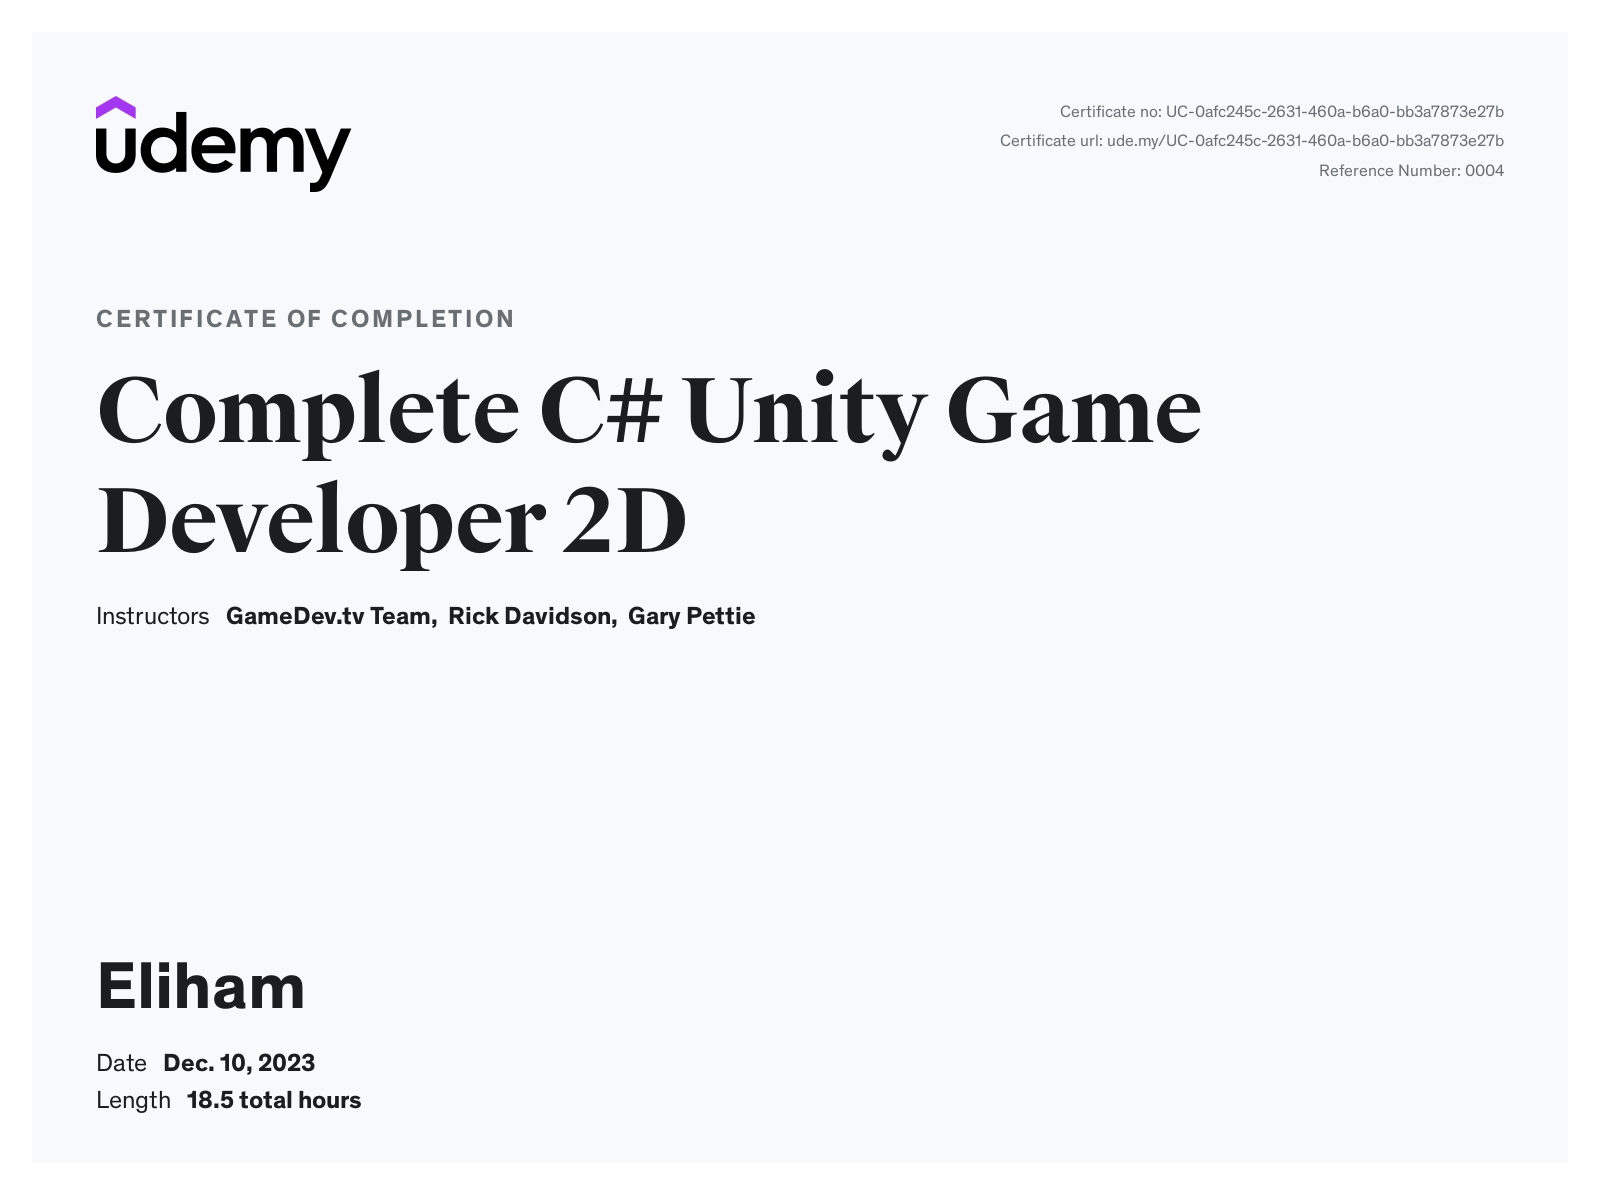 udemy
Certificate no: UC-0afc245c-2631-460a-b6a0-bb3a7873e27b
Certificate url: ude.my/UC-0afc245c-2631-460a-b6a0-bb3a7873e27b
Reference Number: 0004
CERTIFICATE OF COMPLETION
Complete C# Unity Game
Developer 2D
Instructors GameDev.tv Team, Rick Davidson, Gary Pettie
Eliham
Date Dec. 10, 2023
Length 18.5 total hours